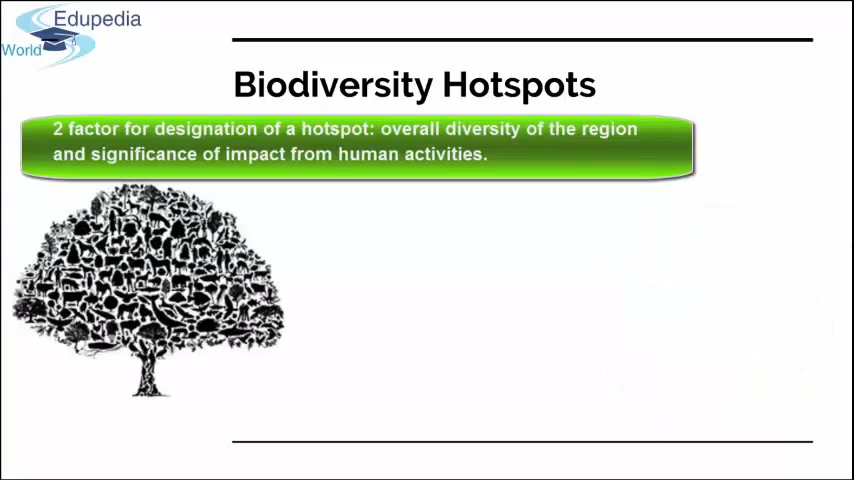 Edupedia
World
Biodiversity Hotspots
2 factor for designation of a hotspot: overall diversity of the region
and significance of impact from human activities.